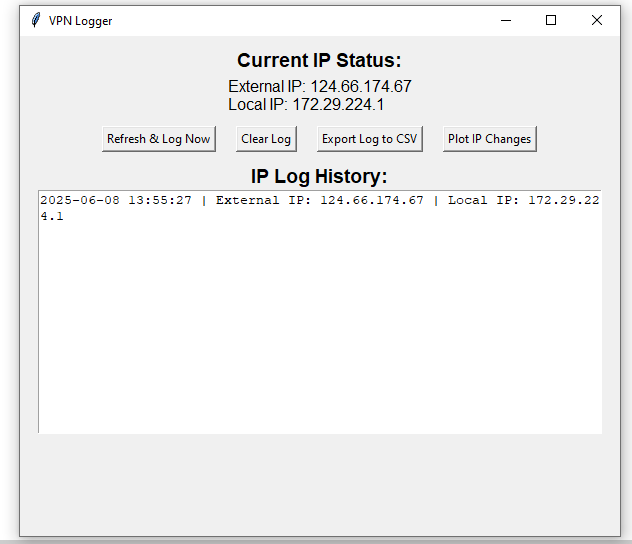 VPN Logger
Current IP Status:
External IP: 124.66.174.67
Local IP: 172.29.224.1
Refresh & Log Now Clear Log Export Log to CSV Plot IP Changes
IP Log History:
2025-06-08 13:55:27 | External IP: 124.66.174.67 | Local IP: 172.29.22
4.1